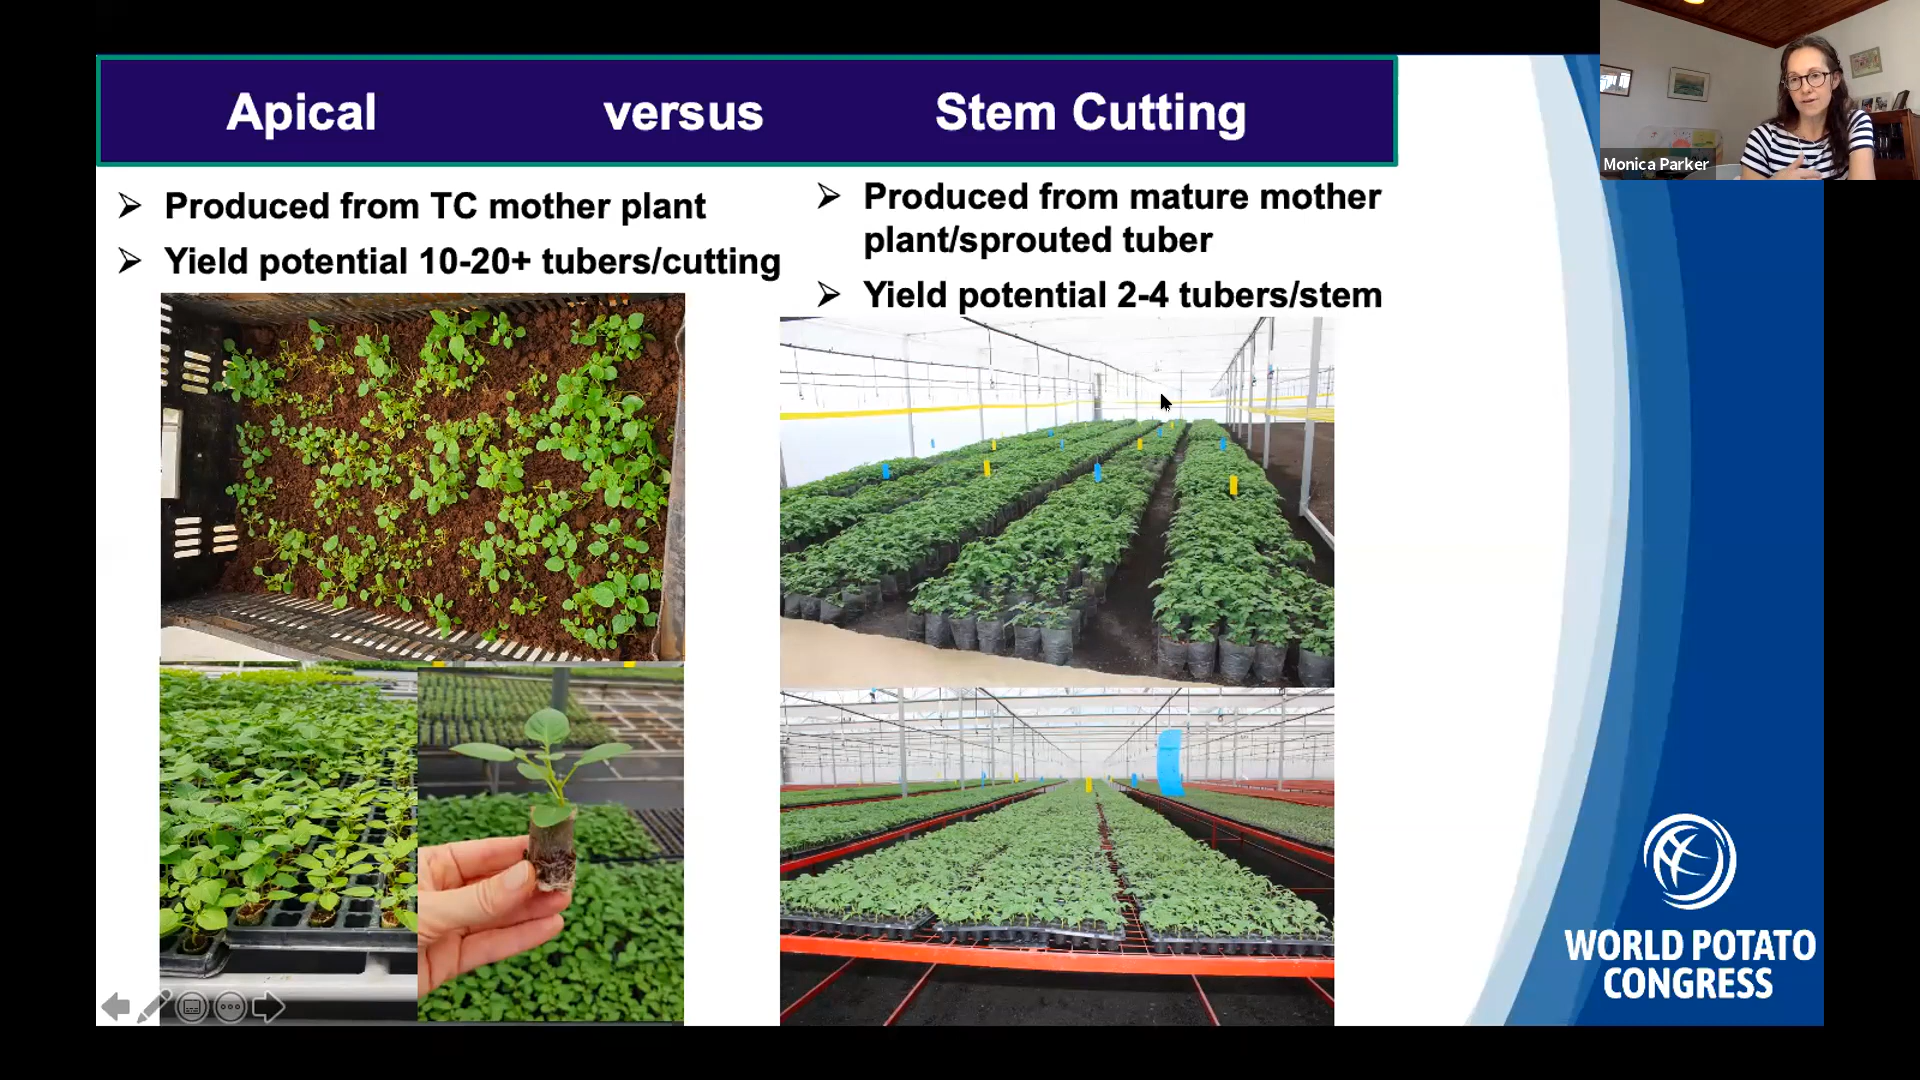 Apical versus Stem Cutting
➢ Produced from TC mother plant
➢ Yield potential 10-20+ tubers/cutting
➢ Produced from mature mother
plant/sprouted tuber
➢ Yield potential 2-4 tubers/stem
Monica Parker
WORLD POTATO
CONGRESS